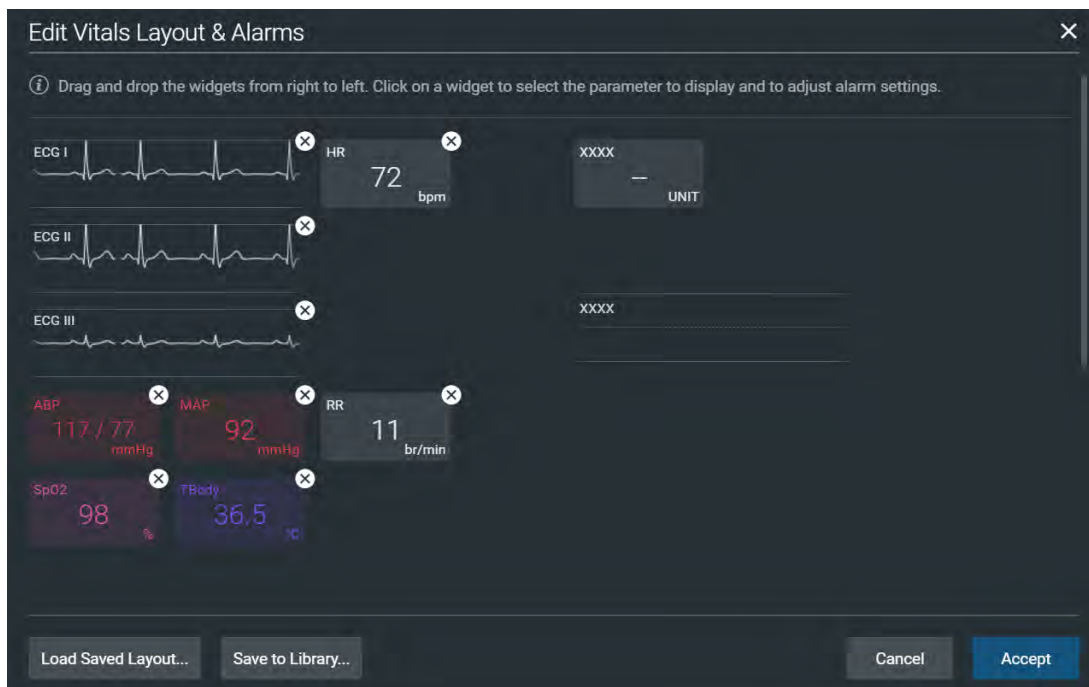 Edit Vitals Layout & Alarms
Drag and drop the widgets from right to left. Click on a widget to select the parameter to display and to adjust alarm settings.
ECG I
HR
72
bpm
XXXX
--
UNIT
ECG II
ECG III
XXXX
ABP
117 / 77
mmHg
MAP
92
mmHg
RR
11
br/min
SpO2
98
%
TBody
36.5
°C
Load Saved Layout...
Save to Library...
Cancel
Accept